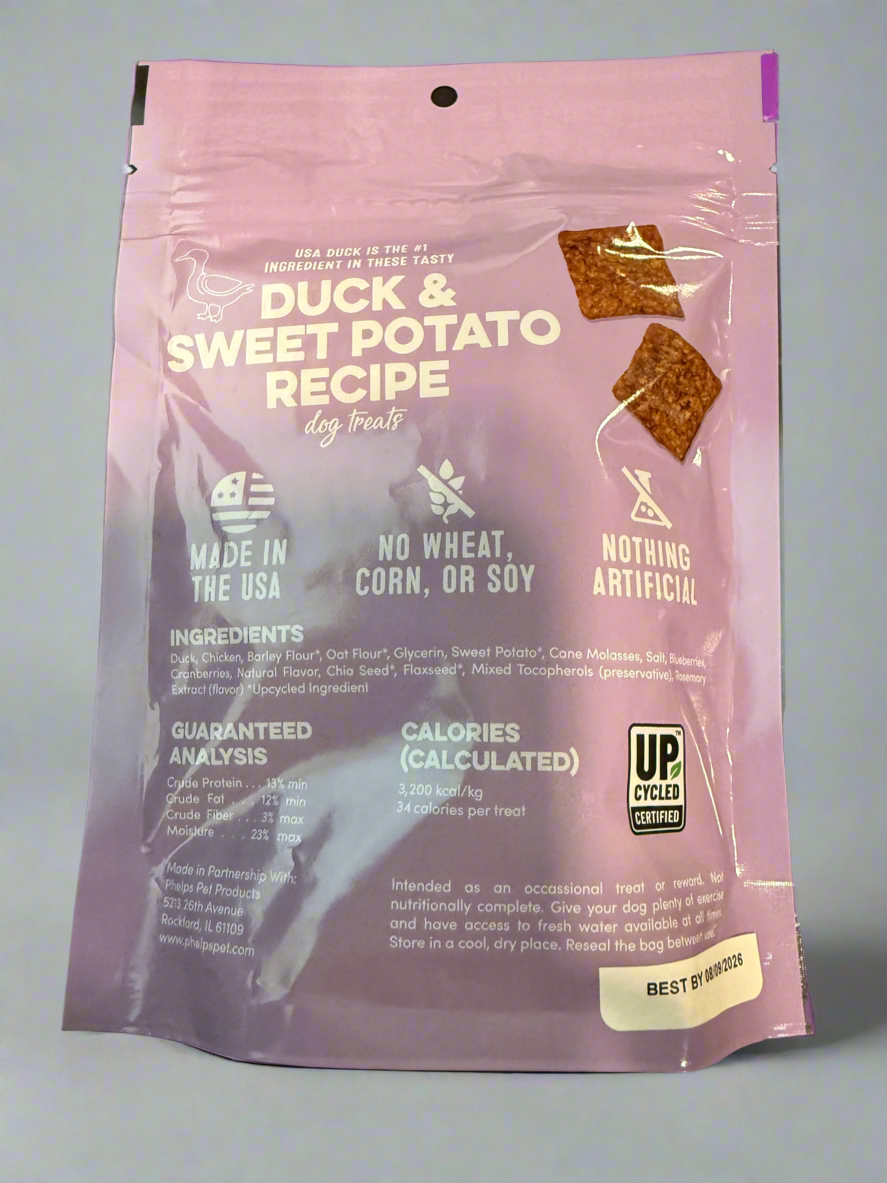 USA DUCK IS THE #1
INGREDIENT IN THESE TASTY
DUCK &
SWEET POTATO
RECIPE
dog treats
MADE IN
THE USA
NO WHEAT,
CORN, OR SOY
NOTHING
ARTIFICIAL
INGREDIENTS
Duck, Chicken, Barley Flour*, Oat Flour*, Glycerin, Sweet Potato*, Cane Molasses, Salt, Blueberries,
Cranberries, Natural Flavor, Chia Seed*, Flaxseed*, Mixed Tocopherols (preservative), Rosemary
Extract (flavor) *Upcycled Ingredient
GUARANTEED
ANALYSIS
Crude Protein . . . 13% min
Crude Fat . . . . 12% min
Crude Fiber . . . 3% max
Moisture . . . . 23% max
CALORIES
(CALCULATED)
3,200 kcal/kg
34 calories per treat
UP™
CYCLED
CERTIFIED
Made in Partnership With:
Phelps Pet Products
5213 26th Avenue
Rockford, IL 61109
www.phelpspet.com
Intended as an occassional treat or reward. Not
nutritionally complete. Give your dog plenty of exercise
and have access to fresh water available at all times.
Store in a cool, dry place. Reseal the bag between use.
BEST BY 08/09/2026